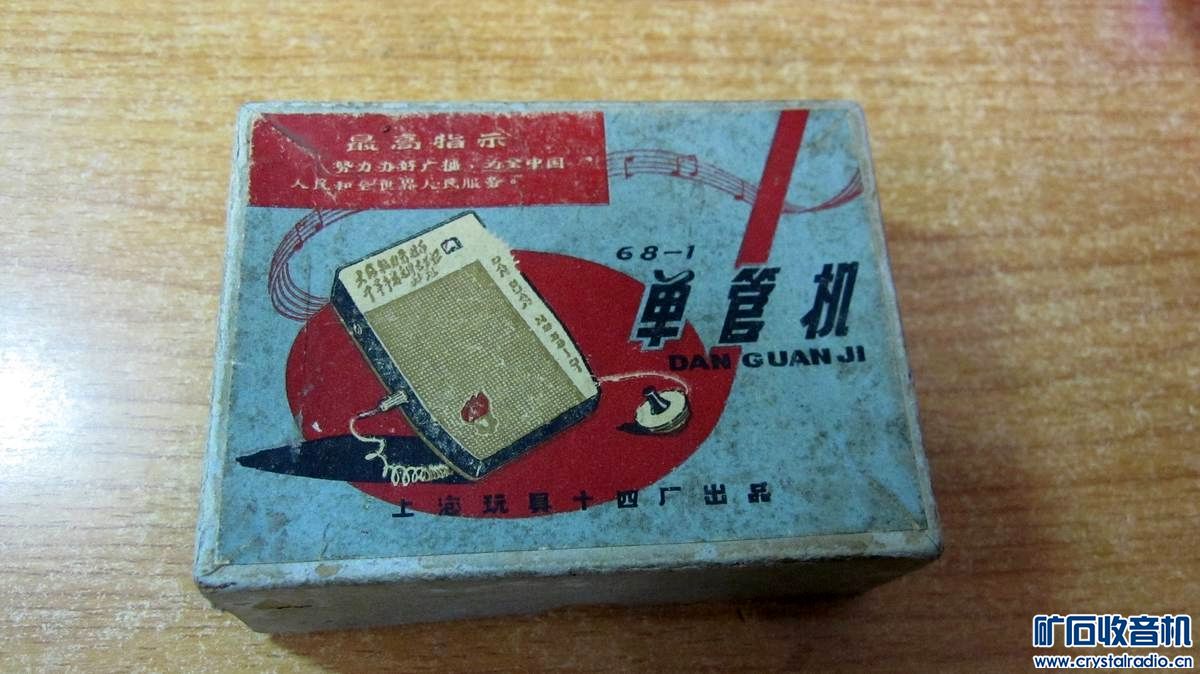 最高指示
努力办好广播，为全中国
人民和全世界人民服务。
68-1
单管机
DAN GUAN JI
上海玩具十四厂出品
矿石收音机
www.crystalradio.cn